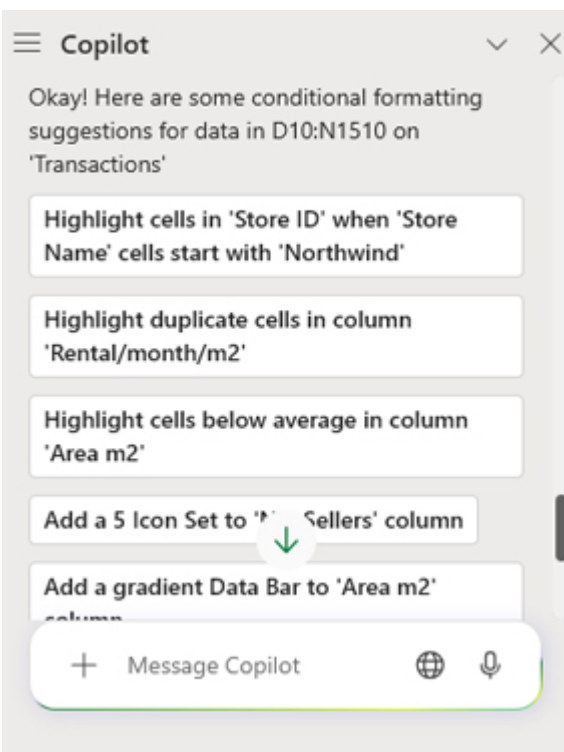 Copilot
Okay! Here are some conditional formatting
suggestions for data in D10:N1510 on
'Transactions'
Highlight cells in 'Store ID' when 'Store
Name' cells start with 'Northwind'
Highlight duplicate cells in column
'Rental/month/m2'
Highlight cells below average in column
'Area m2'
Add a 5 Icon Set to Sellers' column
Add a gradient Data Bar to 'Area m2'
column
Message Copilot